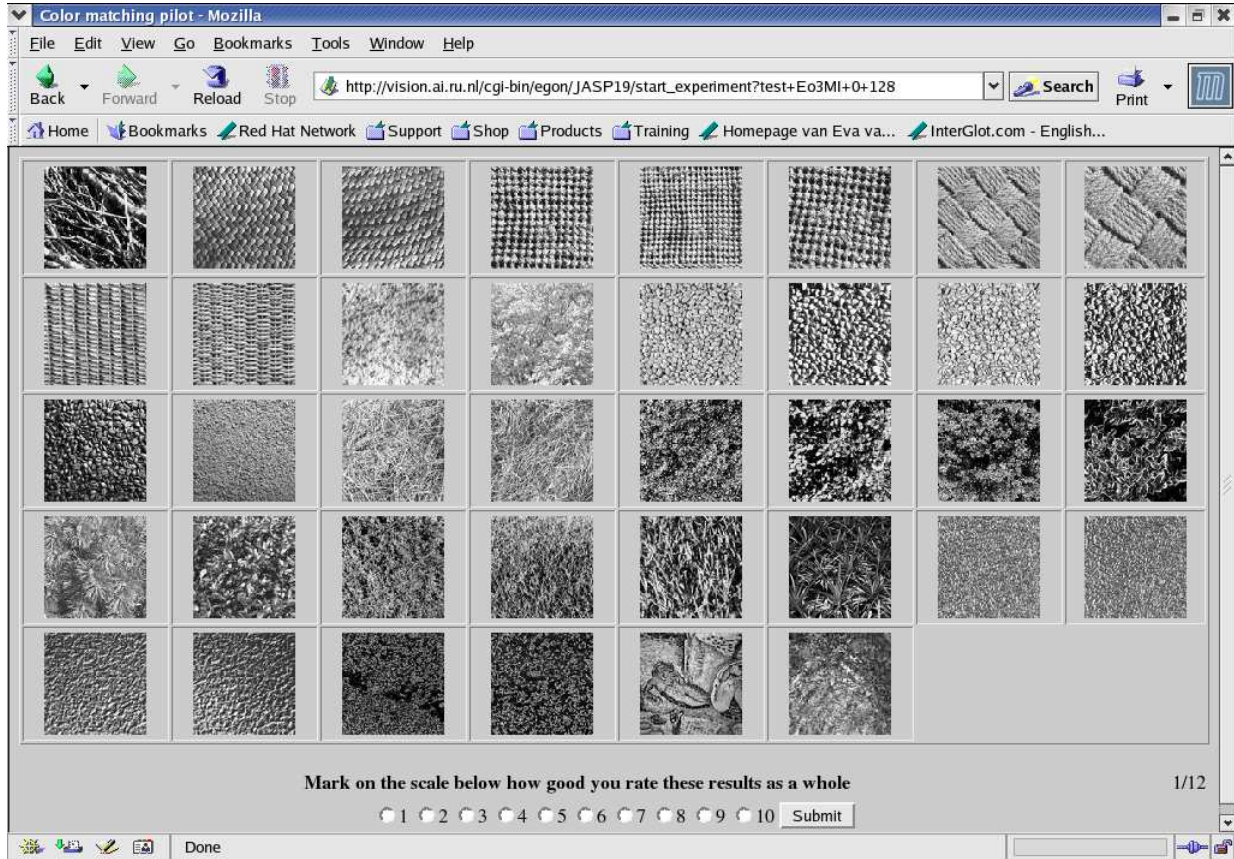 Color matching pilot - Mozilla
File Edit View Go Bookmarks Tools Window Help
Back Forward Reload Stop http://vision.ai.ru.nl/cgi-bin/egon/JASP19/start_experiment?test+Eo3MI+0+128 Search Print
Home Bookmarks Red Hat Network Support Shop Products Training Homepage van Eva va... InterGlot.com - English...
Mark on the scale below how good you rate these results as a whole 1/12
1 2 3 4 5 6 7 8 9 10 Submit
Done